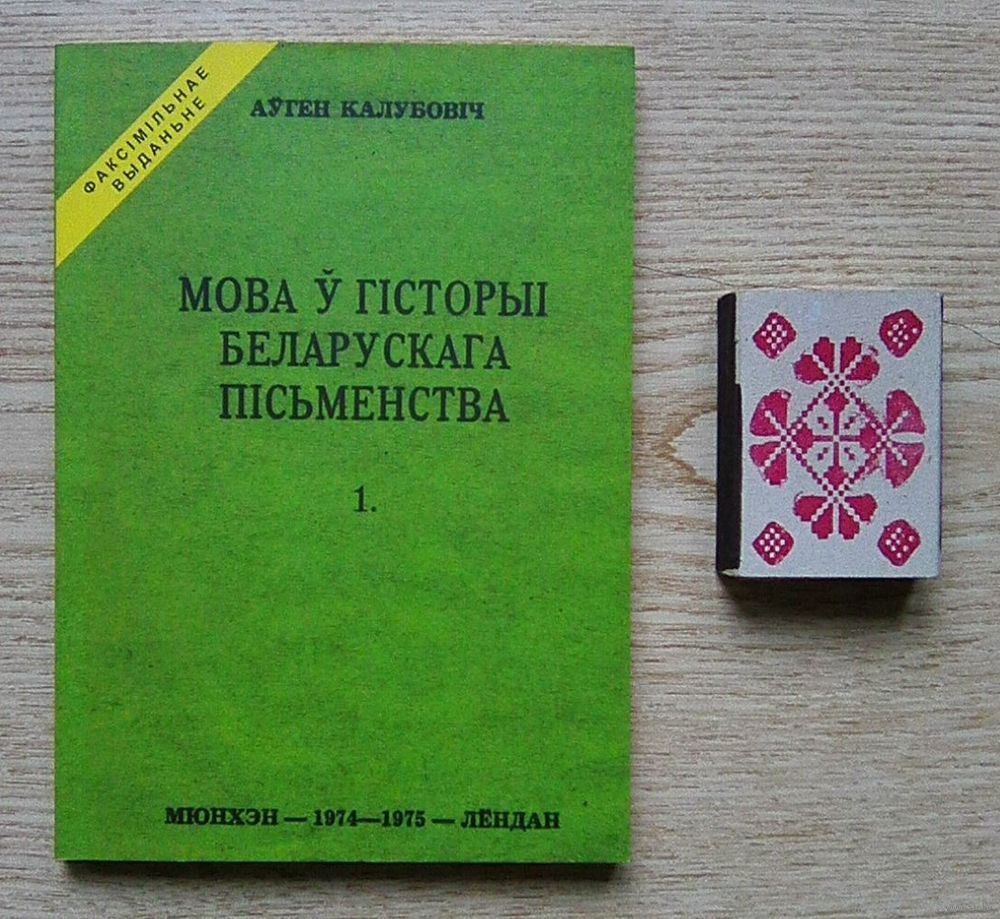 ФАКСІМІЛЬНАЕ
ВЫДАНЬНЕ
АЎГЕН КАЛУБОВІЧ
МОВА Ў ГІСТОРЫІ
БЕЛАРУСКАГА
ПІСЬМЕНСТВА
1.
МЮНХЭН — 1974—1975 — ЛЁНДАН